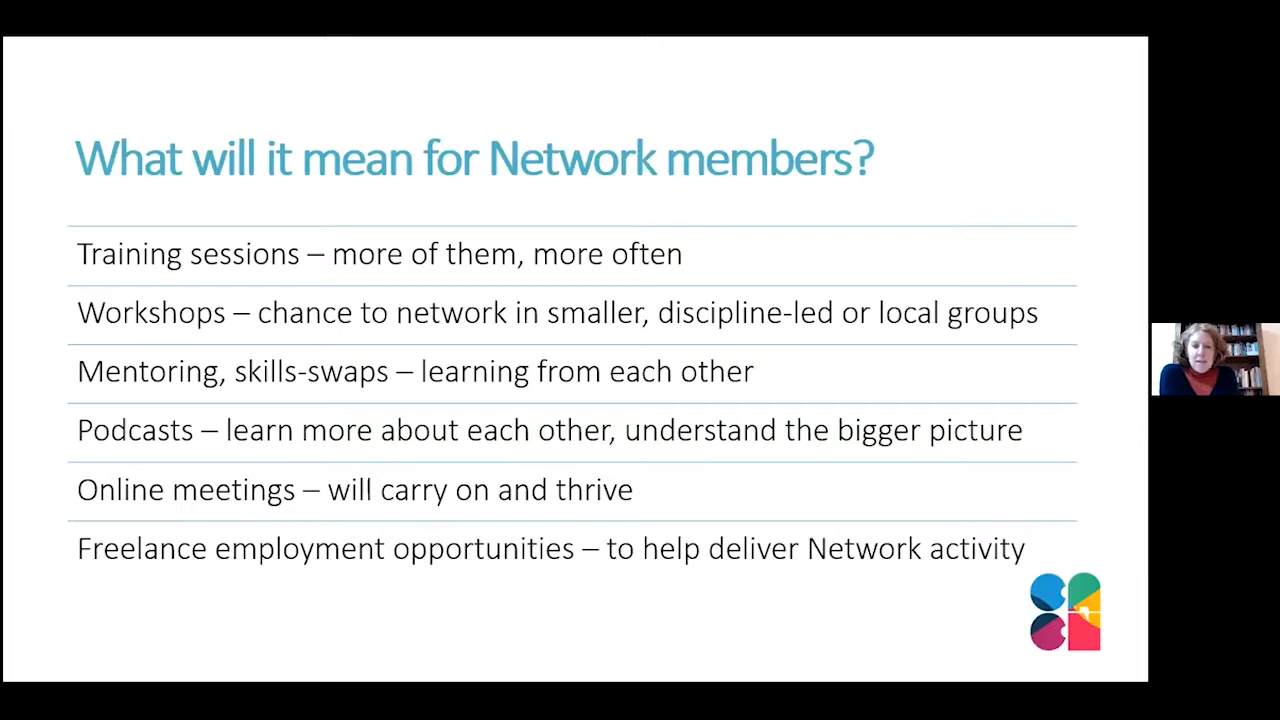 What will it mean for Network members?
Training sessions – more of them, more often
Workshops – chance to network in smaller, discipline-led or local groups
Mentoring, skills-swaps – learning from each other
Podcasts – learn more about each other, understand the bigger picture
Online meetings – will carry on and thrive
Freelance employment opportunities – to help deliver Network activity